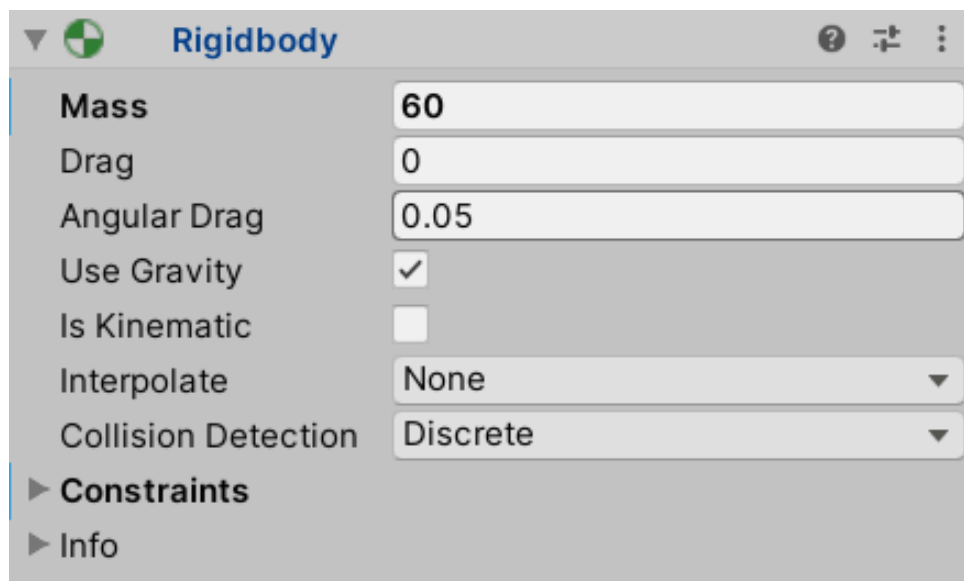 Rigidbody
Mass 60
Drag 0
Angular Drag 0.05
Use Gravity
Is Kinematic
Interpolate None
Collision Detection Discrete
Constraints
Info